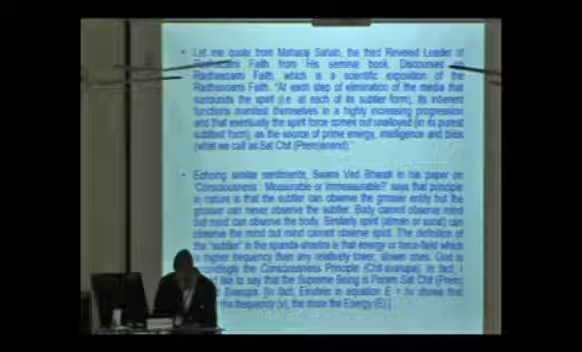 • Let me quote from Maharaj Sahab, the third Revered Leader of
Radhasoami Faith from His seminal book, Discourses on
Radhasoami Faith, which is a scientific exposition of the
Radhasoami Faith, "At each step of elimination of the media that
surrounds the spirit (i.e. at each of its subtler form), its inherent
functions manifest themselves in a highly increasing progression
and that eventually the spirit force comes out unalloyed (in its purest
subtlest form), as the source of prime energy, intelligence and bliss
(what we call as Sat Chit (Prem)anand)."
• Echoing similar sentiments, Swami Ved Bharati in his paper on
'Consciousness : Measurable or Immeasurable?' says that principle
in nature is that the subtler can observe the grosser entity but the
grosser can never observe the subtler. Body cannot observe mind
but mind can observe the body. Similarly spirit (atman or soul) can
observe the mind but mind cannot observe spirit. The definition of
the "subtler" in the spanda-shastra is that energy or force-field which
is higher frequency than any relatively lower, slower ones. God is
accordingly the Consciousness Principle (Chit-svarupa). In fact, I
like to say that the Supreme Being is Param Sat Chit (Prem)
Svarupa. [In fact, Einstein in equation E = hv shows that
the frequency (v), the more the Energy (E).]